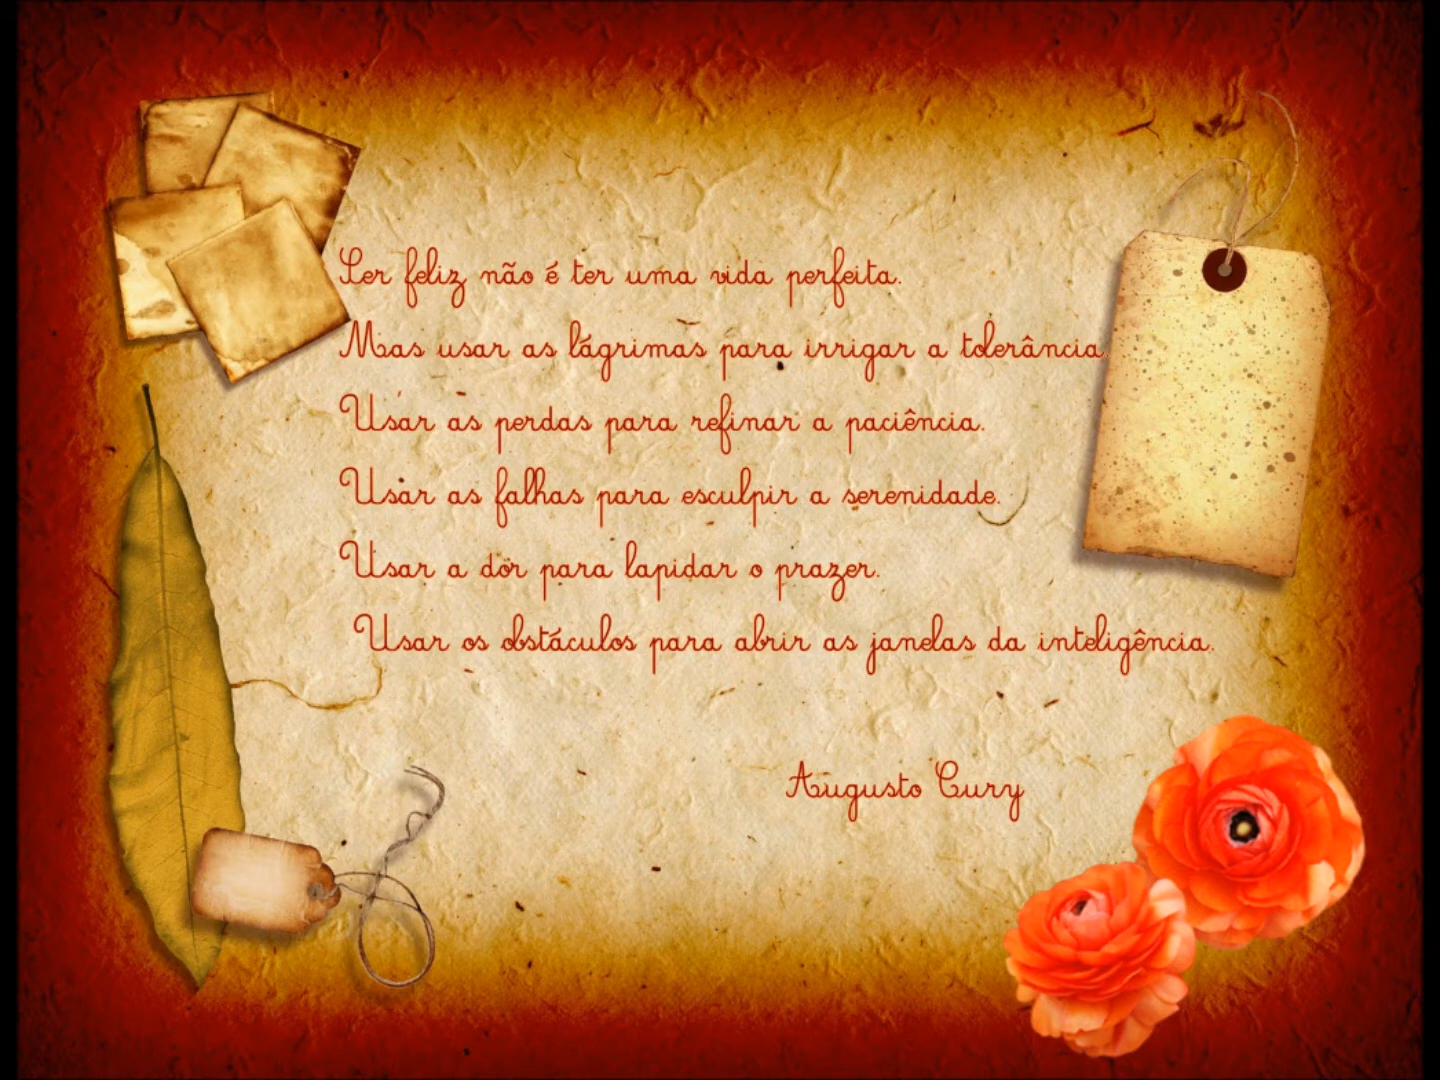 Ser feliz não é ter uma vida perfeita.
Mas usar as lágrimas para irrigar a tolerância.
Usar as perdas para refinar a paciência.
Usar as falhas para esculpir a serenidade.
Usar a dor para lapidar o prazer.
Usar os obstáculos para abrir as janelas da inteligência.
Augusto Cury